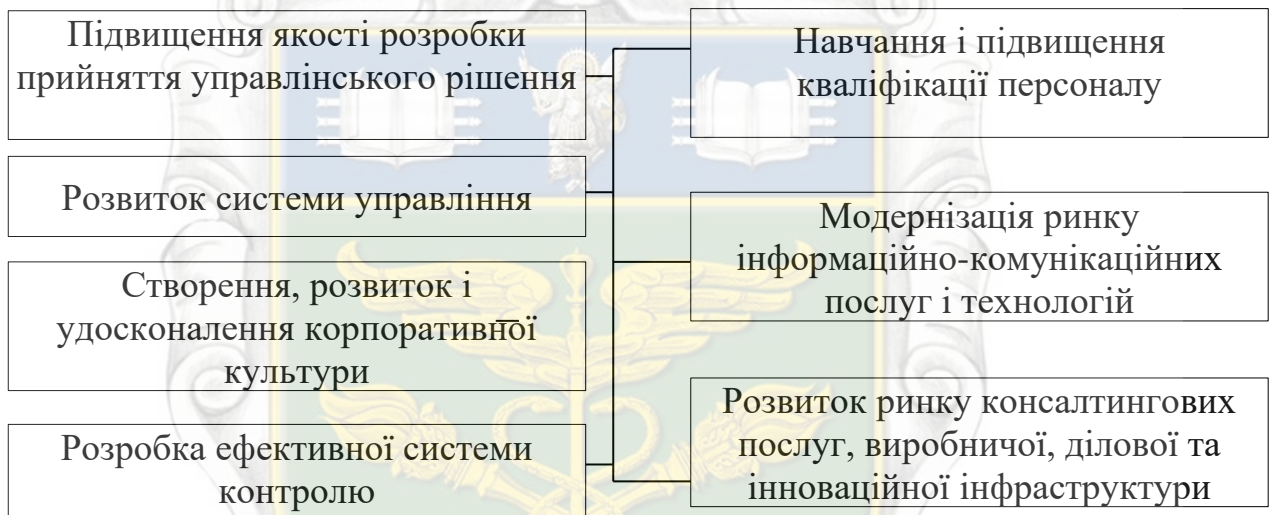 Підвищення якості розробки
прийняття управлінського рішення
Розвиток системи управління
Створення, розвиток і
удосконалення корпоративної
культури
Розробка ефективної системи
контролю
Навчання і підвищення
кваліфікації персоналу
Модернізація ринку
інформаційно-комунікаційних
послуг і технологій
Розвиток ринку консалтингових
послуг, виробничої, ділової та
інноваційної інфраструктури